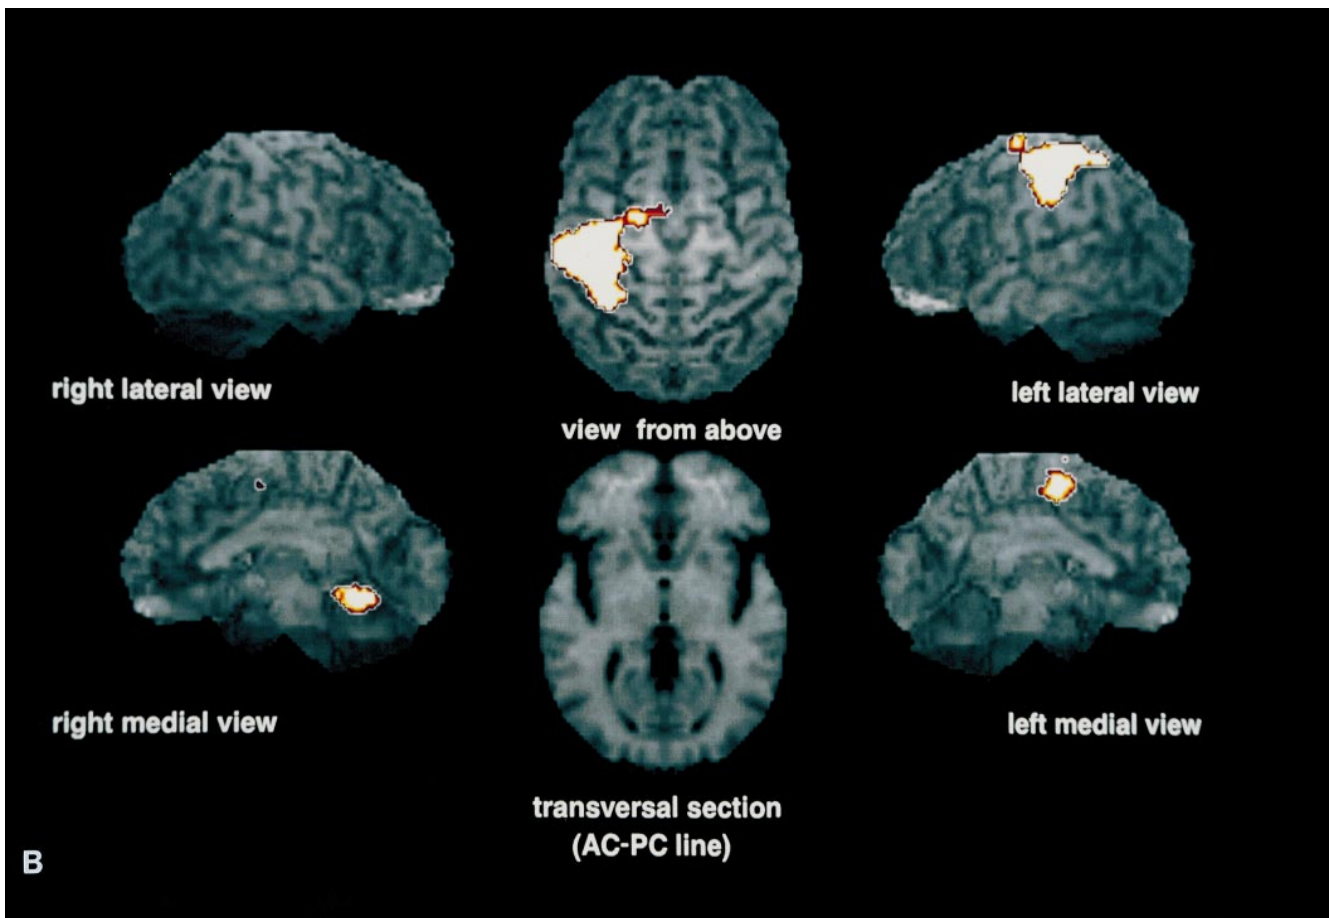 right lateral view
left lateral view
view from above
right medial view
left medial view
transversal section
(AC-PC line)
B